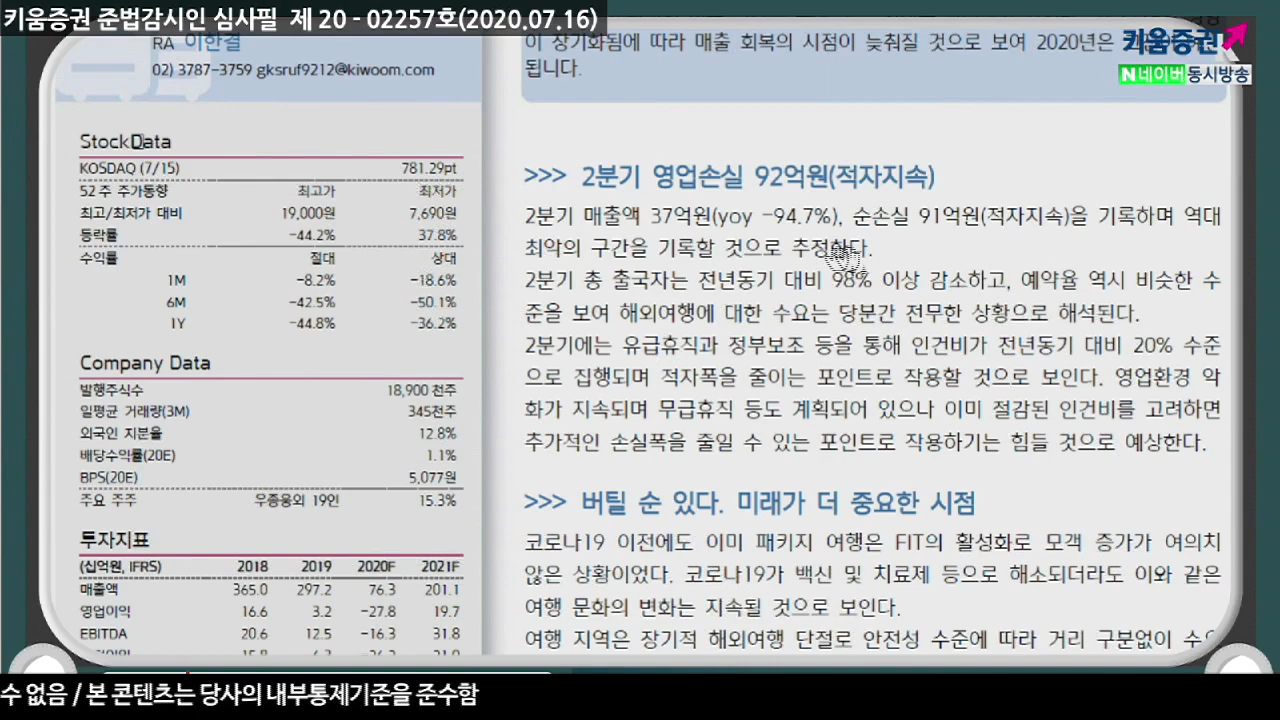 키움증권 준법감시인 심사필 제 20 - 02257호(2020.07.16)
RA 이한결
02) 3787-3759 gksruf9212@kiwoom.com
이 장기화됨에 따라 매출 회복의 시점이 늦춰질 것으로 보여 2020년은
됩니다.
키움증권
N 네이버 동시방송
Stock Data
KOSDAQ (7/15) 781.29pt
52 주 주가동향 최고가 최저가
최고/최저가 대비 19,000원 7,690원
등락률 -44.2% 37.8%
수익률 절대 상대
1M -8.2% -18.6%
6M -42.5% -50.1%
1Y -44.8% -36.2%
Company Data
발행주식수 18,900 천주
일평균 거래량(3M) 345천주
외국인 지분율 12.8%
배당수익률(20E) 1.1%
BPS(20E) 5,077원
주요 주주 우종웅외 19인 15.3%
투자지표
(십억원, IFRS) 2018 2019 2020F 2021F
매출액 365.0 297.2 76.3 201.1
영업이익 16.6 3.2 -27.8 19.7
EBITDA 20.6 12.5 -16.3 31.8
>>> 2분기 영업손실 92억원(적자지속)
2분기 매출액 37억원(yoy -94.7%), 순손실 91억원(적자지속)을 기록하며 역대
최악의 구간을 기록할 것으로 추정한다.
2분기 총 출국자는 전년동기 대비 98% 이상 감소하고, 예약율 역시 비슷한 수
준을 보여 해외여행에 대한 수요는 당분간 전무한 상황으로 해석된다.
2분기에는 유급휴직과 정부보조 등을 통해 인건비가 전년동기 대비 20% 수준
으로 집행되며 적자폭을 줄이는 포인트로 작용할 것으로 보인다. 영업환경 악
화가 지속되며 무급휴직 등도 계획되어 있으나 이미 절감된 인건비를 고려하면
추가적인 손실폭을 줄일 수 있는 포인트로 작용하기는 힘들 것으로 예상한다.
>>> 버틸 순 있다. 미래가 더 중요한 시점
코로나19 이전에도 이미 패키지 여행은 FIT의 활성화로 모객 증가가 여의치
않은 상황이었다. 코로나19가 백신 및 치료제 등으로 해소되더라도 이와 같은
여행 문화의 변화는 지속될 것으로 보인다.
여행 지역은 장기적 해외여행 단절로 안전성 수준에 따라 거리 구분없이
수 없음 / 본 콘텐츠는 당사의 내부통제기준을 준수함